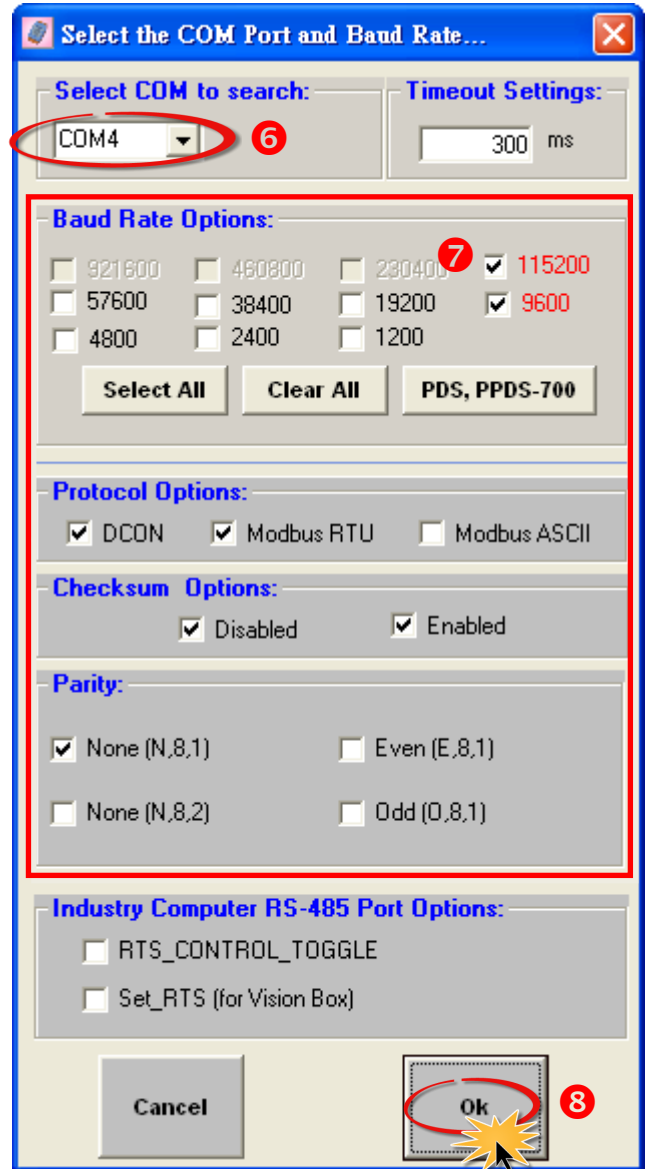 Select the COM Port and Baud Rate...
Select COM to search:
Timeout Settings:
COM4
6
300 ms
Baud Rate Options:
7
921600 460800 230400 115200
57600 38400 19200 9600
4800 2400 1200
Select All Clear All PDS, PPDS-700
Protocol Options:
DCON Modbus RTU Modbus ASCII
Checksum Options:
Disabled Enabled
Parity:
None (N,8,1) Even (E,8,1)
None (N,8,2) Odd (O,8,1)
Industry Computer RS-485 Port Options:
RTS_CONTROL_TOGGLE
Set_RTS (for Vision Box)
Cancel Ok 8